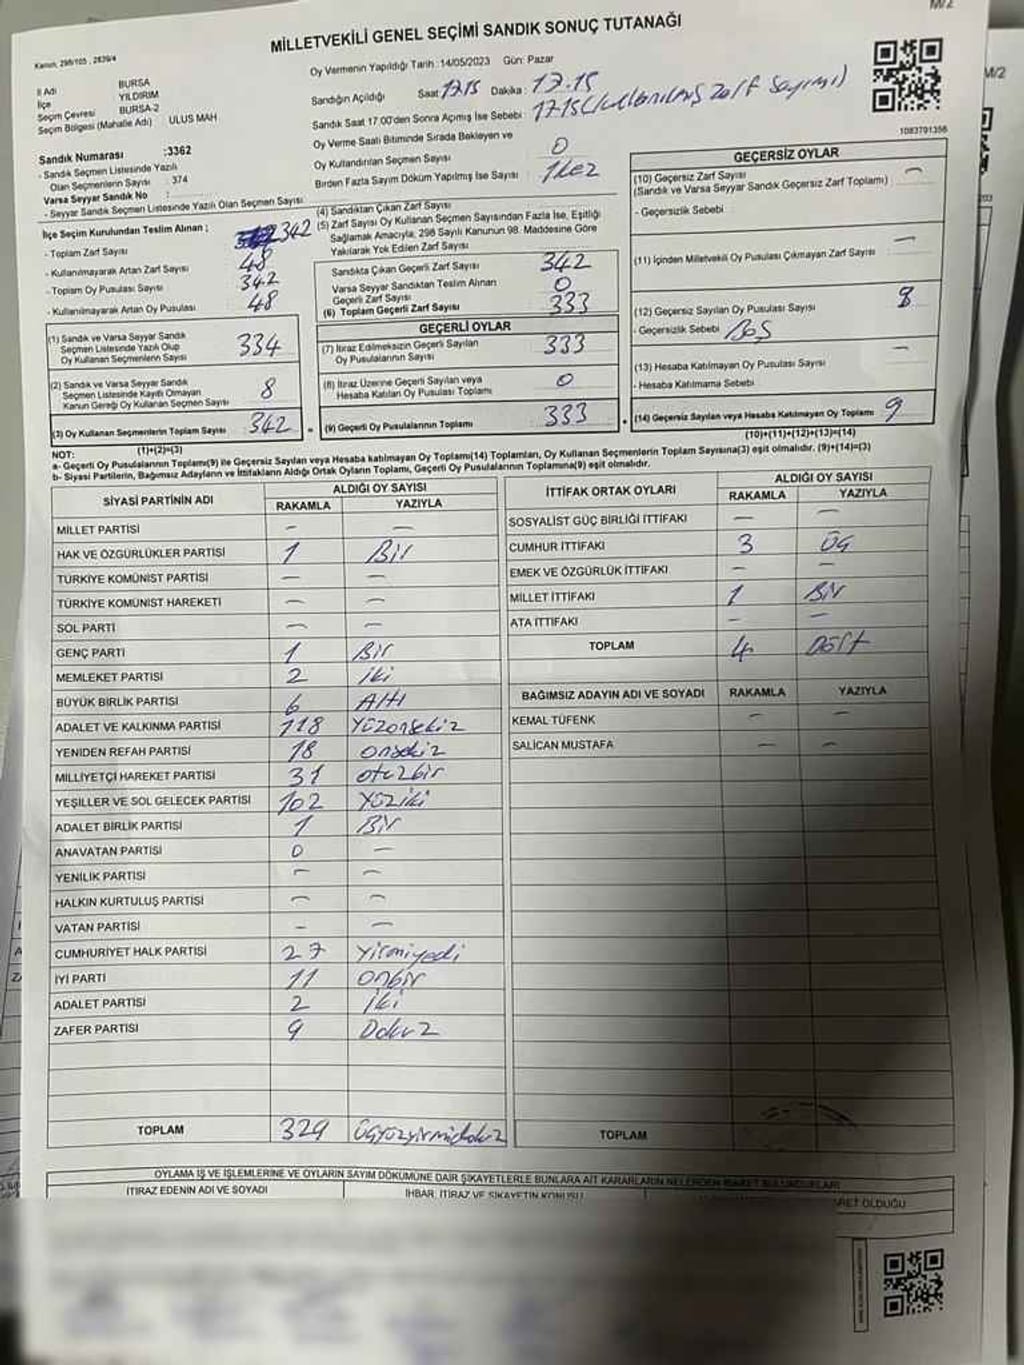 M/2
MİLLETVEKİLİ GENEL SEÇİMİ SANDIK SONUÇ TUTANAĞI
Kanun, 298/105 , 2839/4
Oy Vermenin Yapıldığı Tarih :14/05/2023 Gün: Pazar
İl Adı BURSA
İlçe YILDIRIM
Seçim Çevresi BURSA-2
Seçim Bölgesi (Mahalle Adı) ULUS MAH
Sandığın Açıldığı Saat 17.15 Dakika : 17.15
Sandık Saat 17.00'den Sonra Açmış İse Sebebi 17.15 (kullanılmış zarf sayımı)
Oy Verme Saati Bitiminde Sırada Bekleyen ve
Oy Kullandırılan Seçmen Sayısı 0
Birden Fazla Sayım Döküm Yapılmış İse Sayısı 1kez
1083791356
Sandık Numarası :3362
- Sandık Seçmen Listesinde Yazılı
Olan Seçmenlerin Sayısı : 374
Varsa Seyyar Sandık No :
- Seyyar Sandık Seçmen Listesinde Yazılı Olan Seçmen Sayısı
İlçe Seçim Kurulundan Teslim Alınan ;
- Toplam Zarf Sayısı 342
- Kullanılmayarak Artan Zarf Sayısı 48
- Toplam Oy Pusulası Sayısı 342
- Kullanılmayarak Artan Oy Pusulası 48
(1) Sandık ve Varsa Seyyar Sandık
Seçmen Listesinde Yazılı Olup
Oy Kullanan Seçmenlerin Sayısı 334
(2) Sandık ve Varsa Seyyar Sandık
Seçmen Listesinde Kayıtlı Olmayan
Kanun Gereği Oy Kullanan Seçmen Sayısı 8
(3) Oy Kullanan Seçmenlerin Toplam Sayısı 342
(1)+(2)=(3)
(4) Sandıktan Çıkan Zarf Sayısı
(5) Zarf Sayısı Oy Kullanan Seçmen Sayısından Fazla İse, Eşitliği
Sağlamak Amacıyla; 298 Sayılı Kanunun 98. Maddesine Göre
Yakılarak Yok Edilen Zarf Sayısı
Sandıkta Çıkan Geçerli Zarf Sayısı 342
Varsa Seyyar Sandıktan Teslim Alınan
Geçerli Zarf Sayısı 0
(6) Toplam Geçerli Zarf Sayısı 333
GEÇERLİ OYLAR
(7) İtiraz Edilmeksizin Geçerli Sayılan
Oy Pusulalarının Sayısı 333
(8) İtiraz Üzerine Geçerli Sayılan veya
Hesaba Katılan Oy Pusulası Toplamı 0
(9) Geçerli Oy Pusulalarının Toplamı 333
GEÇERSİZ OYLAR
(10) Geçersiz Zarf Sayısı —
(Sandık ve Varsa Seyyar Sandık Geçersiz Zarf Toplamı)
- Geçersizlik Sebebi
(11) İçinden Milletvekili Oy Pusulası Çıkmayan Zarf Sayısı —
(12) Geçersiz Sayılan Oy Pusulası Sayısı 8
- Geçersizlik Sebebi Boş
(13) Hesaba Katılmayan Oy Pusulası Sayısı —
- Hesaba Katılmama Sebebi
(14) Geçersiz Sayılan veya Hesaba Katılmayan Oy Toplamı 9
(10)+(11)+(12)+(13)=(14)
NOT:
a- Geçerli Oy Pusulalarının Toplamı(9) ile Geçersiz Sayılan veya Hesaba katılmayan Oy Toplamı(14) Toplamları, Oy Kullanan Seçmenlerin Toplam Sayısına(3) eşit olmalıdır. (9)+(14)=(3)
b- Siyasi Partilerin, Bağımsız Adayların ve İttifakların Aldığı Ortak Oyların Toplamı, Geçerli Oy Pusulalarının Toplamına(9) eşit olmalıdır.
SİYASİ PARTİNİN ADI ALDIĞI OY SAYISI
RAKAMLA YAZIYLA
MİLLET PARTİSİ — —
HAK VE ÖZGÜRLÜKLER PARTİSİ 1 Bir
TÜRKİYE KOMÜNİST PARTİSİ — —
TÜRKİYE KOMÜNİST HAREKETİ — —
SOL PARTİ — —
GENÇ PARTİ 1 Bir
MEMLEKET PARTİSİ 2 iki
BÜYÜK BİRLİK PARTİSİ 6 Altı
ADALET VE KALKINMA PARTİSİ 118 Yüzonsekiz
YENİDEN REFAH PARTİSİ 18 onsekiz
MİLLİYETÇİ HAREKET PARTİSİ 31 otuzbir
YEŞİLLER VE SOL GELECEK PARTİSİ 102 Yüziki
ADALET BİRLİK PARTİSİ 1 Bir
ANAVATAN PARTİSİ 0 —
YENİLİK PARTİSİ — —
HALKIN KURTULUŞ PARTİSİ — —
VATAN PARTİSİ - —
CUMHURİYET HALK PARTİSİ 27 Yirmiyedi
İYİ PARTİ 11 onbir
ADALET PARTİSİ 2 iki
ZAFER PARTİSİ 9 Dokuz
TOPLAM 329 üçyüzyirmidokuz
İTTİFAK ORTAK OYLARI ALDIĞI OY SAYISI
RAKAMLA YAZIYLA
SOSYALİST GÜÇ BİRLİĞİ İTTİFAKI — —
CUMHUR İTTİFAKI 3 üç
EMEK VE ÖZGÜRLÜK İTTİFAKI — —
MİLLET İTTİFAKI 1 Bir
ATA İTTİFAKI — —
TOPLAM 4 Dört
BAĞIMSIZ ADAYIN ADI VE SOYADI RAKAMLA YAZIYLA
KEMAL TÜFENK — —
SALİCAN MUSTAFA — —
TOPLAM
OYLAMA İŞ VE İŞLEMLERİNE VE OYLARIN SAYIM DÖKÜMÜNE DAİR ŞİKAYETLERLE BUNLARA AİT KARARLARIN NELERDEN İBARET BULUNDUKLARI
İTİRAZ EDENİN ADI VE SOYADI İHBAR, İTİRAZ VE ŞİKAYETİN KONUSU
OLDUĞU
M/2